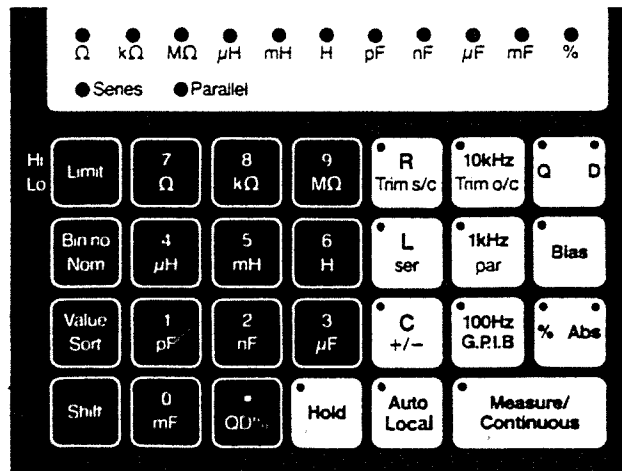 Ω kΩ MΩ µH mH H pF nF µF mF %
Series Parallel
Hi
Lo
Limit
7
Ω
8
kΩ
9
MΩ
R
Trim s/c
10kHz
Trim o/c
Q D
Bin no
Nom
4
µH
5
mH
6
H
L
ser
1kHz
par
Bias
Value
Sort
1
pF
2
nF
3
µF
C
+/−
100Hz
G.P.I.B
% Abs
Shift
0
mF
.
QD%
Hold
Auto
Local
Measure/
Continuous